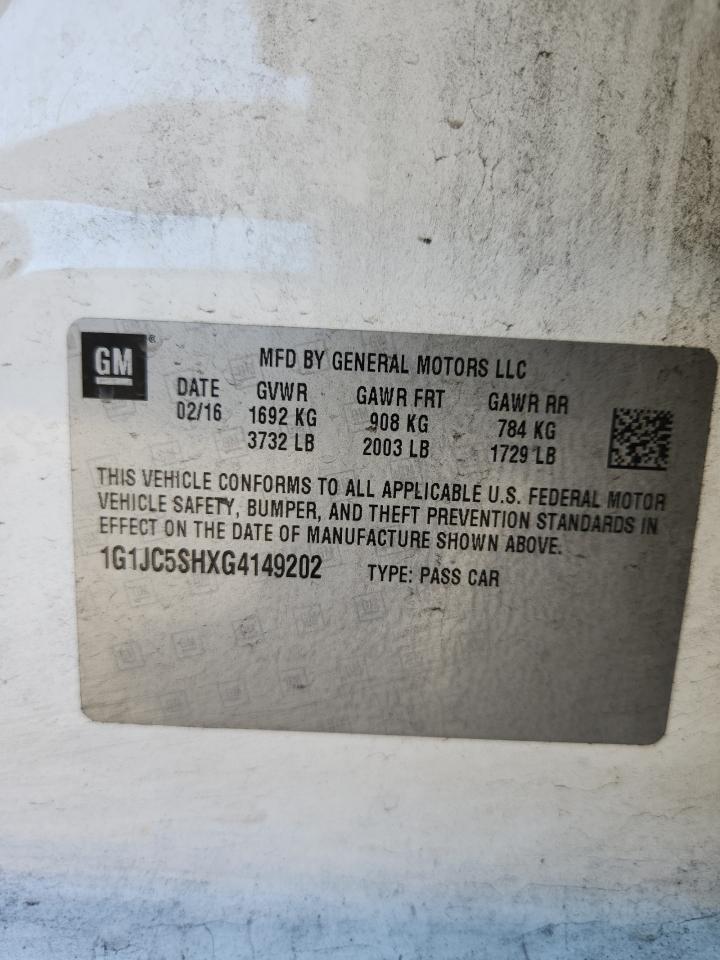 GM
MFD BY GENERAL MOTORS LLC
DATE GVWR GAWR FRT GAWR RR
02/16 1692 KG 908 KG 784 KG
3732 LB 2003 LB 1729 LB
THIS VEHICLE CONFORMS TO ALL APPLICABLE U.S. FEDERAL MOTOR
VEHICLE SAFETY, BUMPER, AND THEFT PREVENTION STANDARDS IN
EFFECT ON THE DATE OF MANUFACTURE SHOWN ABOVE.
1G1JC5SHXG4149202 TYPE: PASS CAR